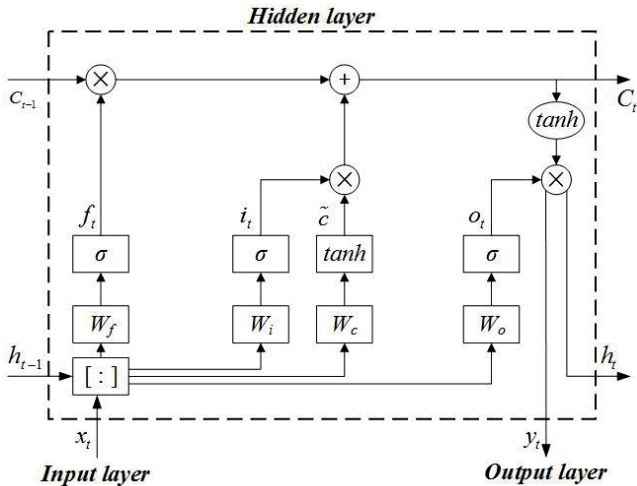 Hidden layer
C_{t-1} × + C_t
tanh
× ×
f_t i_t c̃ o_t
σ σ tanh σ
W_f W_i W_c W_o
h_{t-1} [ : ] h_t
x_t y_t
Input layer Output layer